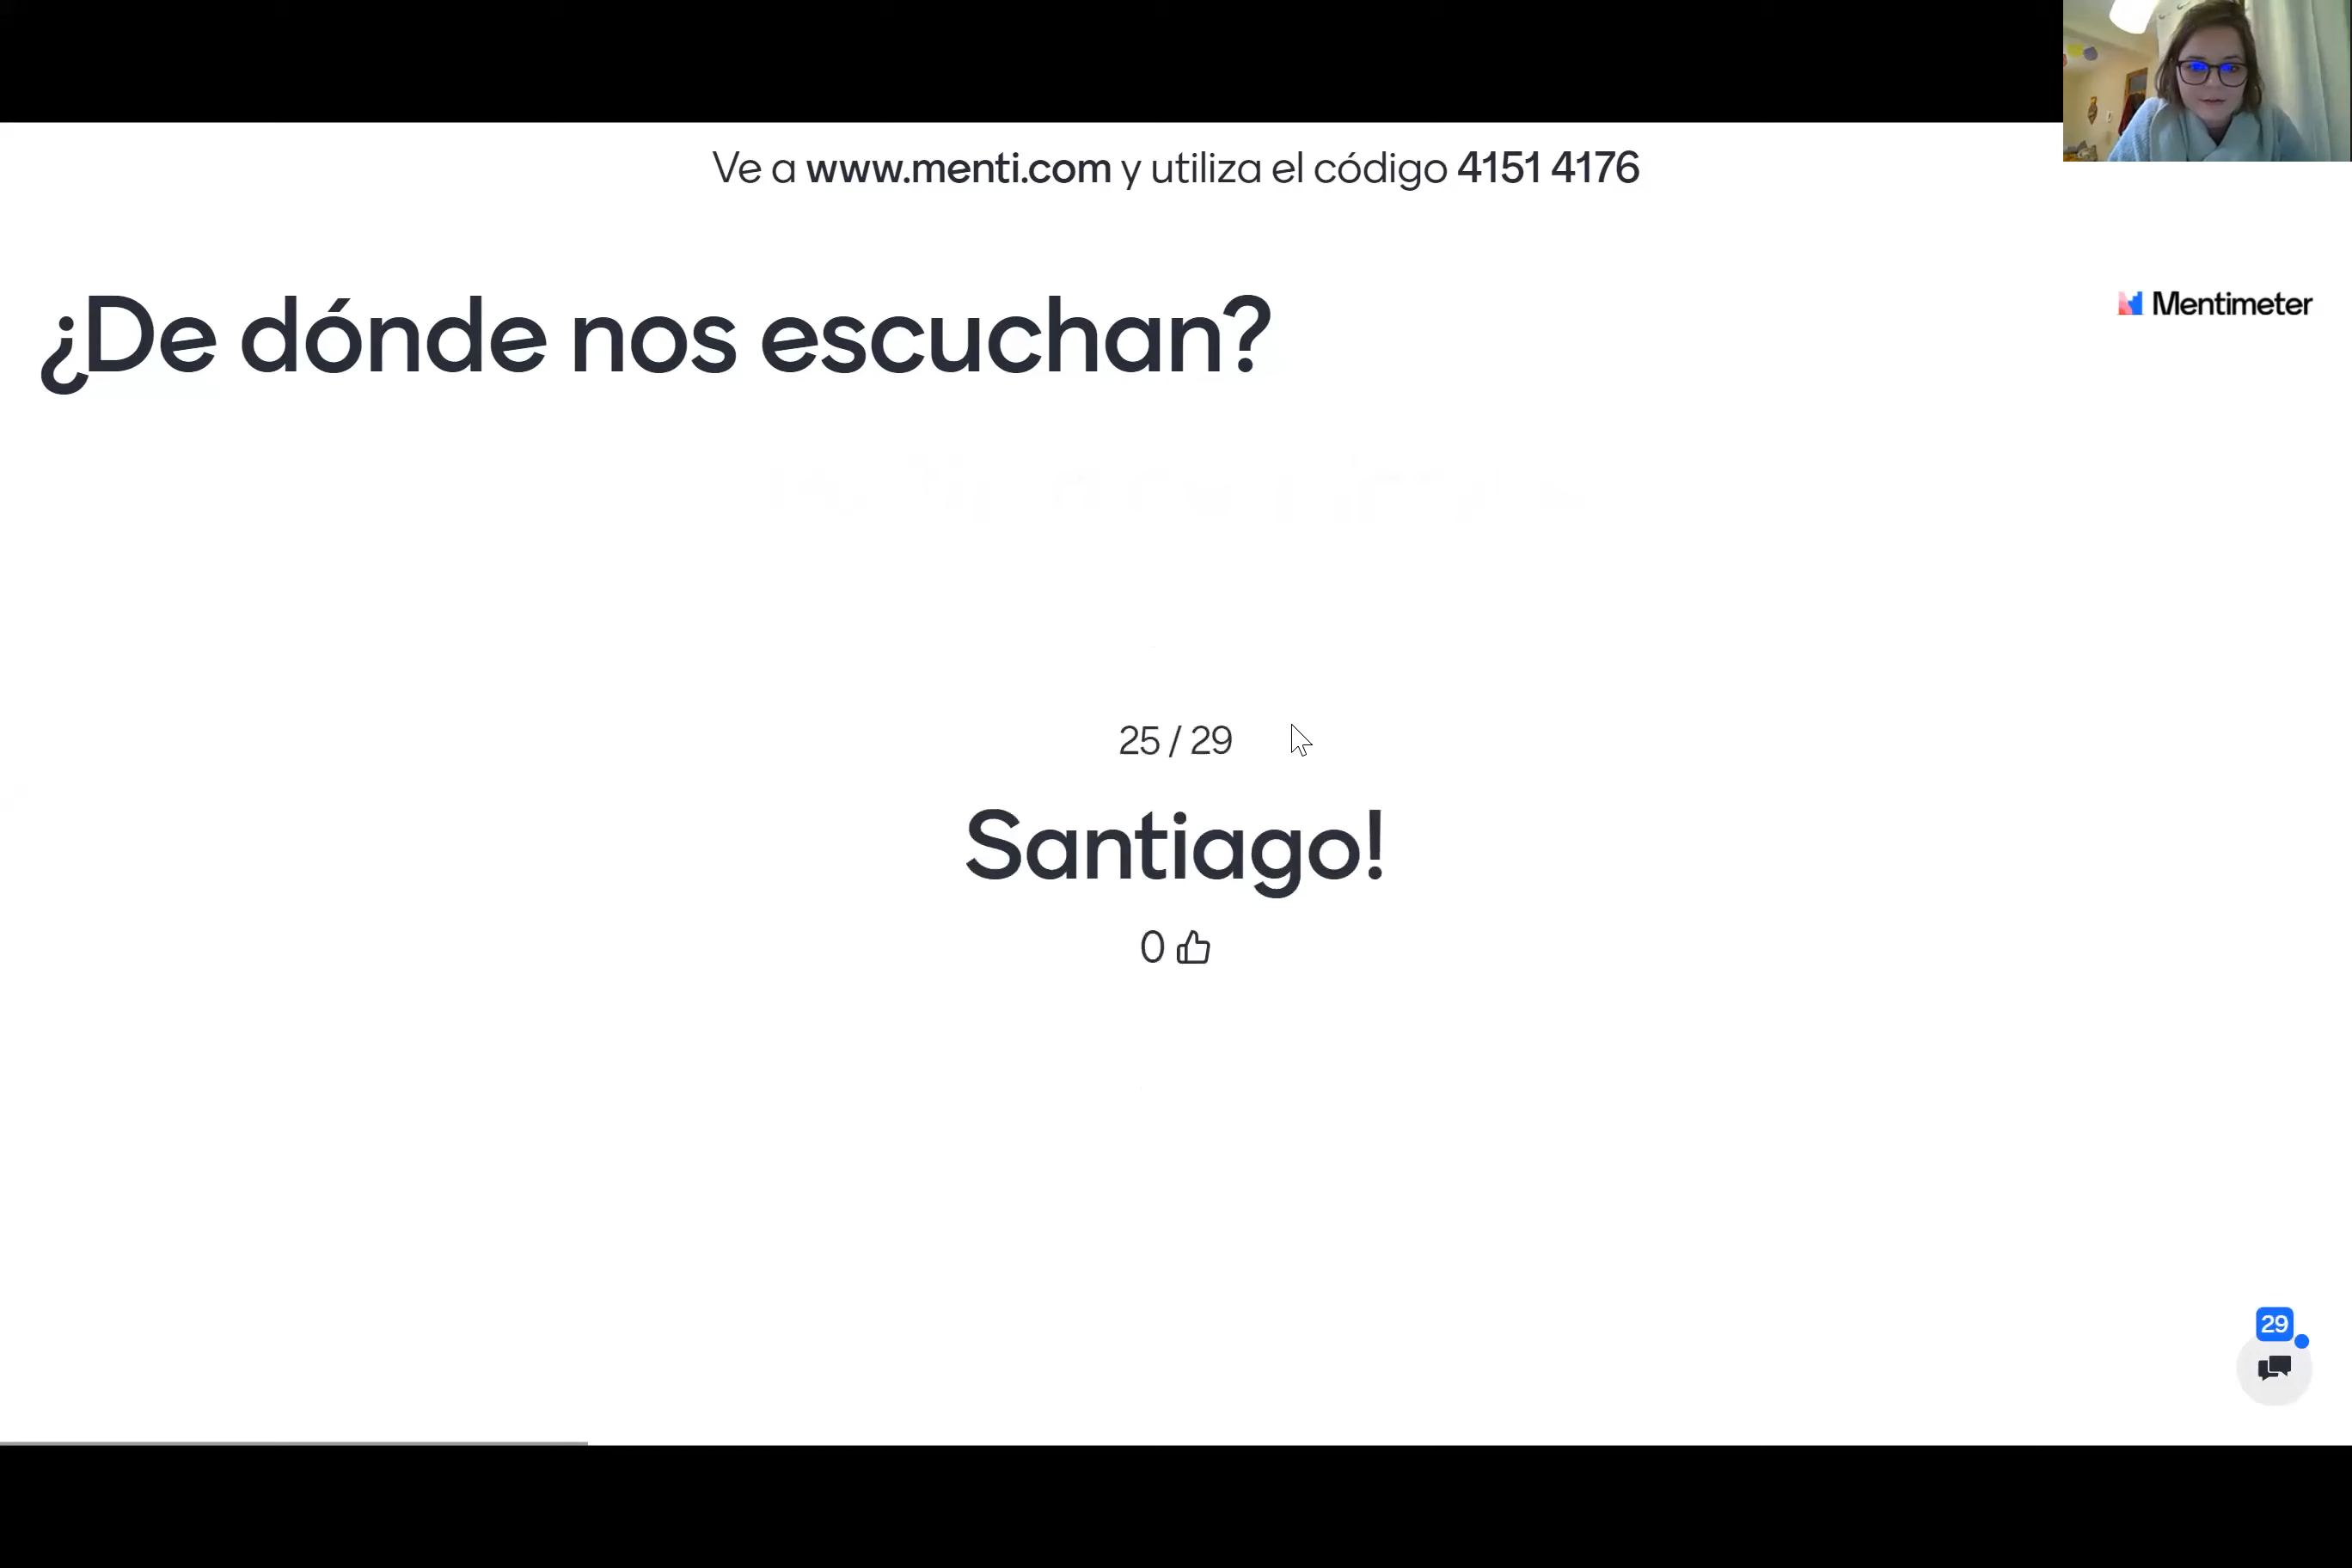 Ve a www.menti.com y utiliza el código 4151 4176
¿De dónde nos escuchan?
Mentimeter
25 / 29
Santiago!
0
29